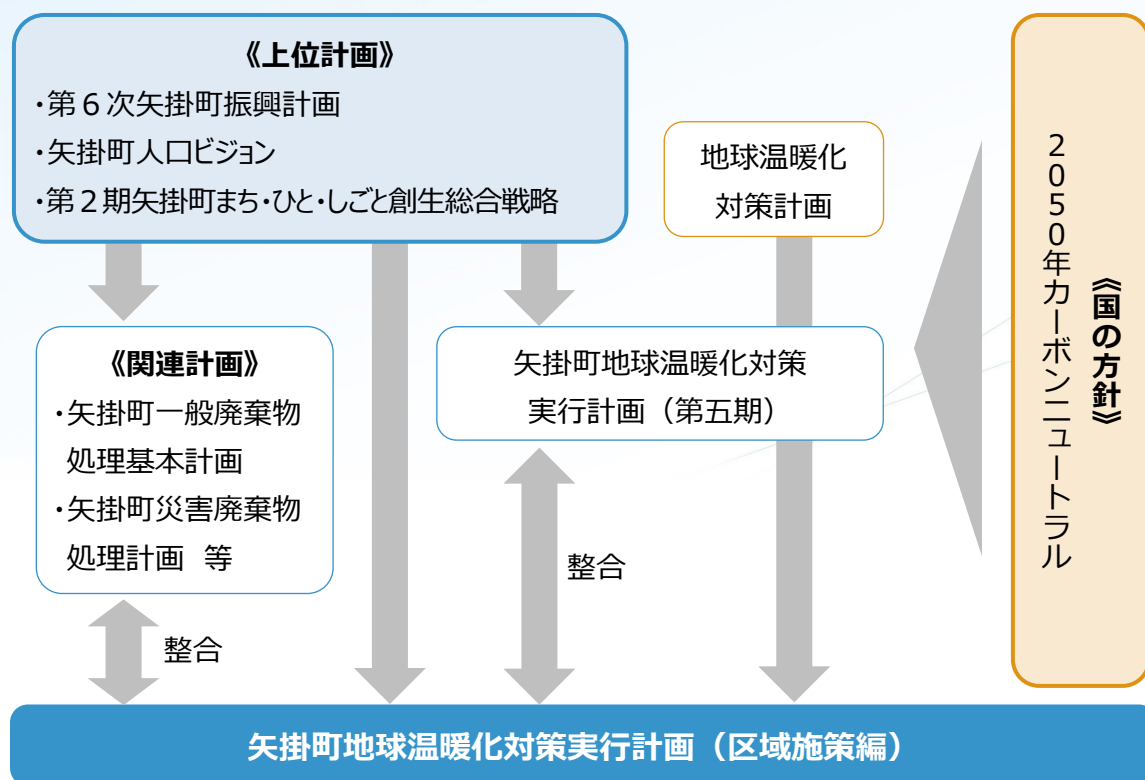 《上位計画》
・第6次矢掛町振興計画
・矢掛町人口ビジョン
・第2期矢掛町まち・ひと・しごと創生総合戦略
地球温暖化
対策計画
《国の方針》
2050年カーボンニュートラル
《関連計画》
・矢掛町一般廃棄物
処理基本計画
・矢掛町災害廃棄物
処理計画 等
矢掛町地球温暖化対策
実行計画（第五期）
整合
整合
矢掛町地球温暖化対策実行計画（区域施策編）